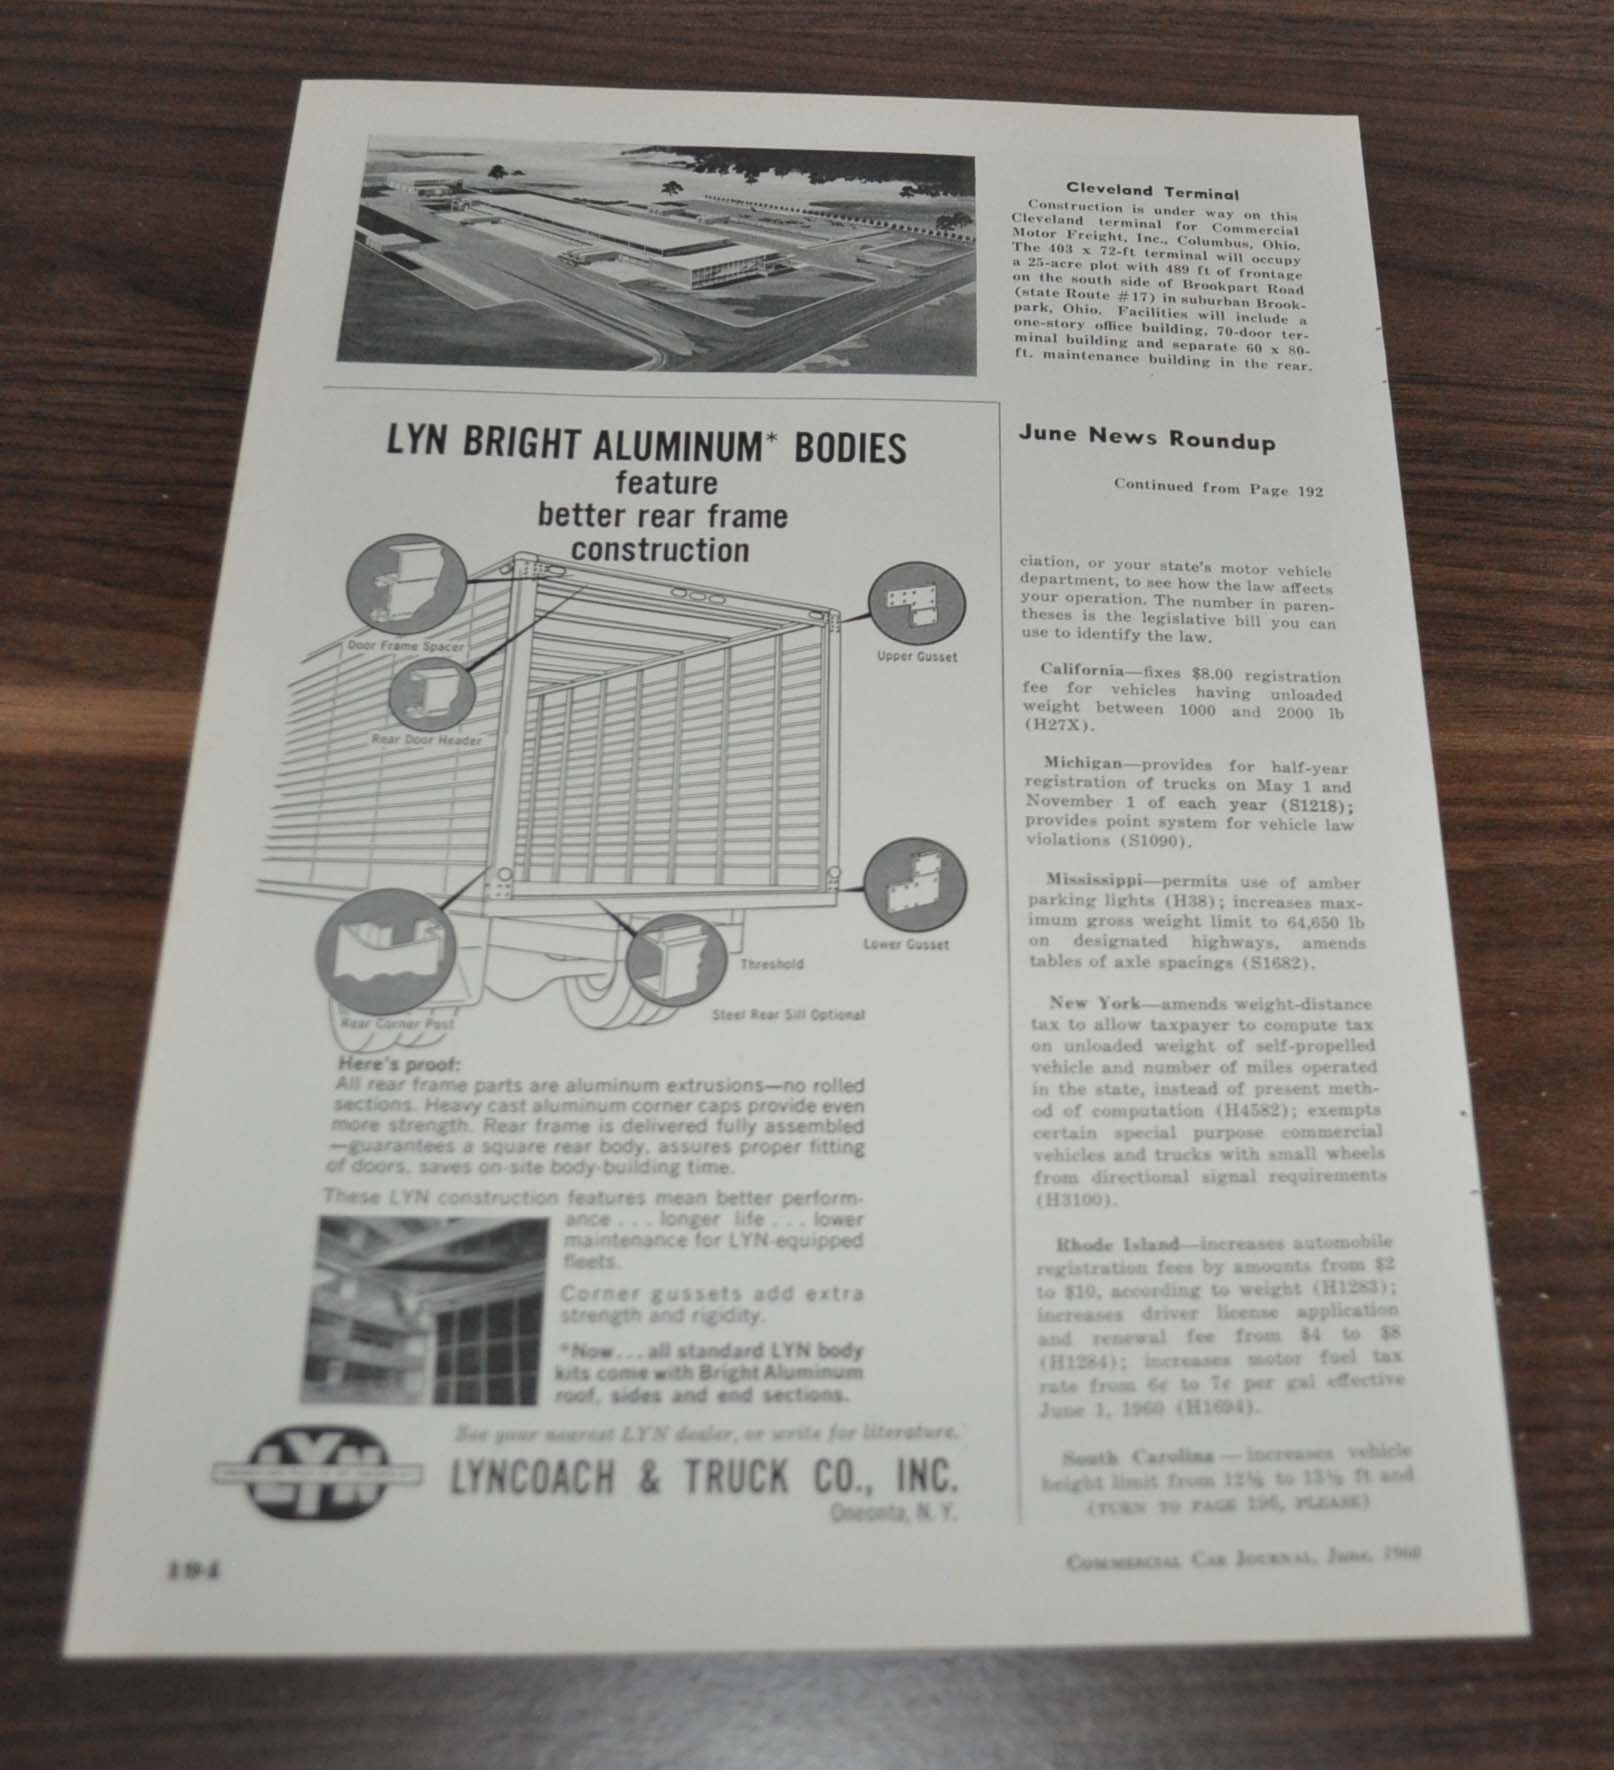 Cleveland Terminal
Construction is under way on this
Cleveland terminal for Commercial
Motor Freight, Inc., Columbus, Ohio.
The 403 x 72-ft terminal will occupy
a 25-acre plot with 489 ft of frontage
on the south side of Brookpart Road
(state Route #17) in suburban Brook-
park, Ohio. Facilities will include a
one-story office building, 70-door ter-
minal building and separate 60 x 80-
ft. maintenance building in the rear.
LYN BRIGHT ALUMINUM* BODIES
feature
better rear frame
construction
Door Frame Spacer
Rear Door Header
Upper Gusset
Lower Gusset
Threshold
Steel Rear Sill Optional
Rear Corner Post
Here's proof:
All rear frame parts are aluminum extrusions—no rolled
sections. Heavy cast aluminum corner caps provide even
more strength. Rear frame is delivered fully assembled
—guarantees a square rear body, assures proper fitting
of doors, saves on-site body-building time.
These LYN construction features mean better perform-
ance . . . longer life . . . lower
maintenance for LYN-equipped
fleets.
Corner gussets add extra
strength and rigidity.
*Now...all standard LYN body
kits come with Bright Aluminum
roof, sides and end sections.
See your nearest LYN dealer, or write for literature.
LYN
LYNCOACH & TRUCK CO., INC.
Oneonta, N. Y.
June News Roundup
Continued from Page 192
ciation, or your state's motor vehicle
department, to see how the law affects
your operation. The number in paren-
theses is the legislative bill you can
use to identify the law.
California—fixes $8.00 registration
fee for vehicles having unloaded
weight between 1000 and 2000 lb
(H27X).
Michigan—provides for half-year
registration of trucks on May 1 and
November 1 of each year (S1218);
provides point system for vehicle law
violations (S1090).
Mississippi—permits use of amber
parking lights (H38); increases max-
imum gross weight limit to 64,650 lb
on designated highways, amends
tables of axle spacings (S1682).
New York—amends weight-distance
tax to allow taxpayer to compute tax
on unloaded weight of self-propelled
vehicle and number of miles operated
in the state, instead of present meth-
od of computation (H4582); exempts
certain special purpose commercial
vehicles and trucks with small wheels
from directional signal requirements
(H3100).
Rhode Island—increases automobile
registration fees by amounts from $2
to $10, according to weight (H1283);
increases driver license application
and renewal fee from $4 to $8
(H1284); increases motor fuel tax
rate from 6¢ to 7¢ per gal effective
June 1, 1960 (H1694).
South Carolina — increases vehicle
height limit from 12½ to 13½ ft and
(TURN TO PAGE 196, PLEASE)
194
COMMERCIAL CAR JOURNAL, June, 1960